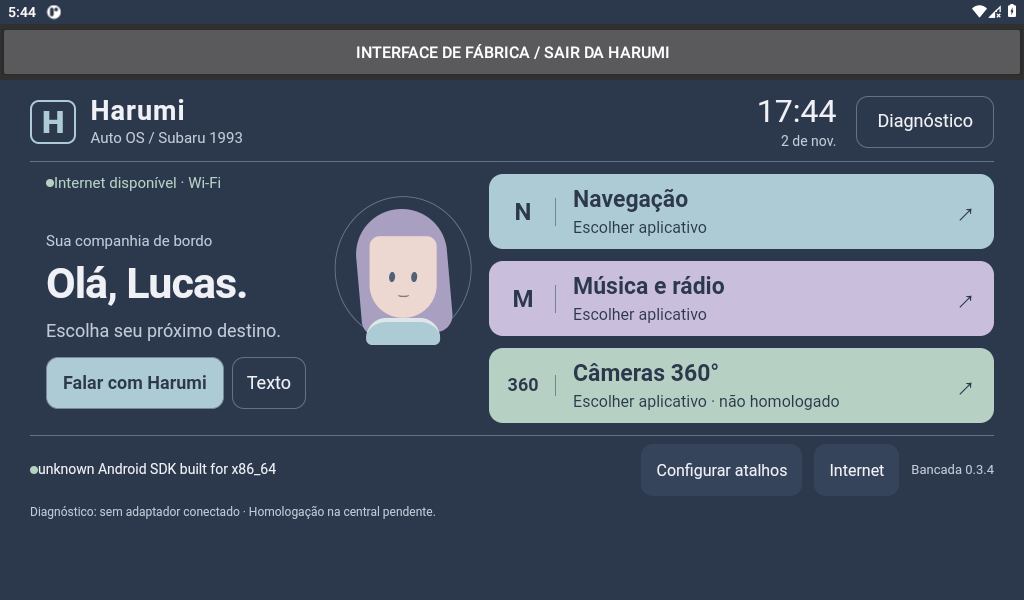 5:44
INTERFACE DE FÁBRICA / SAIR DA HARUMI
H
Harumi
Auto OS / Subaru 1993
17:44
2 de nov.
Diagnóstico
Internet disponível · Wi-Fi
Sua companhia de bordo
Olá, Lucas.
Escolha seu próximo destino.
Falar com Harumi
Texto
N
Navegação
Escolher aplicativo
↗
M
Música e rádio
Escolher aplicativo
↗
360
Câmeras 360°
Escolher aplicativo · não homologado
↗
unknown Android SDK built for x86_64
Configurar atalhos
Internet
Bancada 0.3.4
Diagnóstico: sem adaptador conectado · Homologação na central pendente.